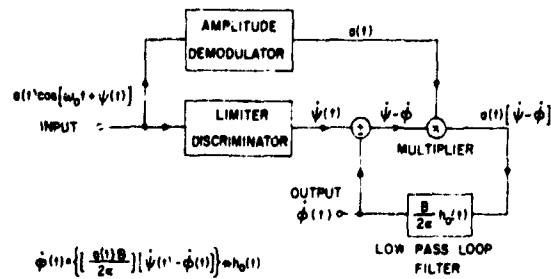 AMPLITUDE
DEMODULATOR
a(t)
a(t) cos[ω₀t + ψ(t)]
INPUT
LIMITER
DISCRIMINATOR
ψ̇(t)
±
ψ̇-φ̇
×
a(t)[ψ̇-φ̇]
MULTIPLIER
OUTPUT
φ̇(t)
B/2π h₀(t)
LOW PASS LOOP
FILTER
φ̇(t) = {[a(t)B/2π][ψ̇(t) - φ̇(t)]} * h₀(t)